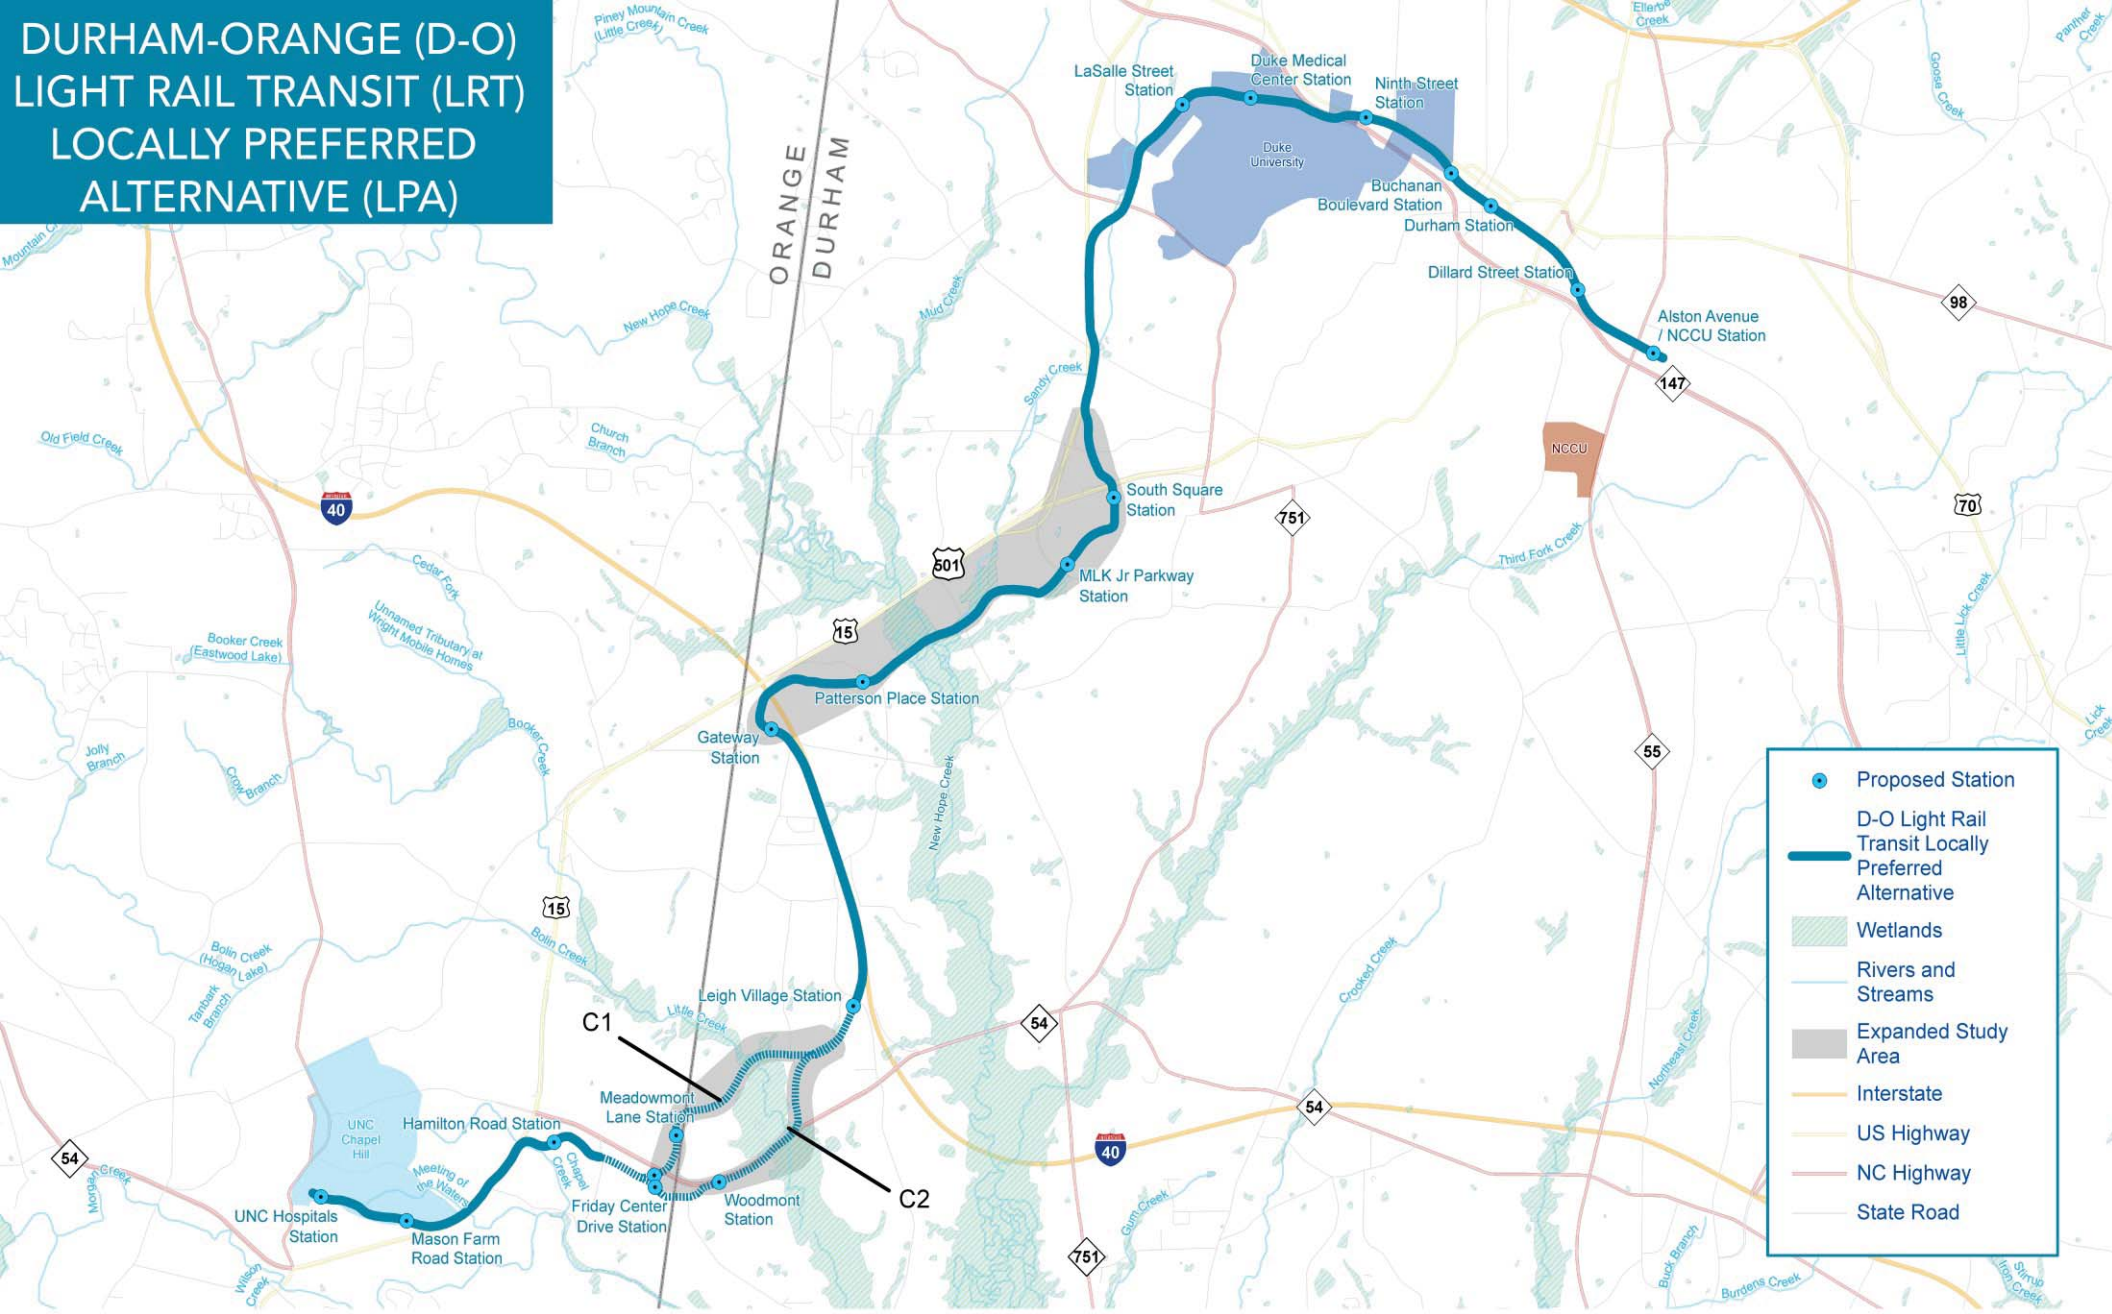 DURHAM-ORANGE (D-O)
LIGHT RAIL TRANSIT (LRT)
LOCALLY PREFERRED
ALTERNATIVE (LPA)
Piney Mountain Creek
(Little Creek)
Ellerbe
Creek
Panther
Creek
Goose Creek
Mountain
ORANGE
DURHAM
LaSalle Street
Station
Duke Medical
Center Station
Ninth Street
Station
Duke
University
Buchanan
Boulevard Station
Durham Station
Dillard Street Station
Alston Avenue
/ NCCU Station
98
147
New Hope Creek
Mud Creek
Sandy Creek
Old Field Creek
Church
Branch
NCCU
40
South Square
Station
751
70
501
Third Fork Creek
MLK Jr Parkway
Station
Cedar Fork
Unnamed Tributary at
Wright Mobile Homes
Booker Creek
(Eastwood Lake)
15
Little Lick Creek
Patterson Place Station
Gateway
Station
Booker Creek
Jolly
Branch
Crow Branch
New Hope Creek
55
Lick
Creek
15
Bolin Creek
Bolin Creek
(Hogan Lake)
Tanbark
Branch
Crooked Creek
Leigh Village Station
Little Creek
C1
54
Northeast Creek
Meadowmont
Lane Station
Hamilton Road Station
UNC
Chapel
Hill
54
54
40
Morgan Creek
Meeting of
the Waters
Chapel
Creek
C2
UNC Hospitals
Station
Mason Farm
Road Station
Friday Center
Drive Station
Woodmont
Station
Gum Creek
751
Wilson
Creek
Buck Branch
Burdens Creek
Stirrup
Iron Creek
Proposed Station
D-O Light Rail
Transit Locally
Preferred
Alternative
Wetlands
Rivers and
Streams
Expanded Study
Area
Interstate
US Highway
NC Highway
State Road